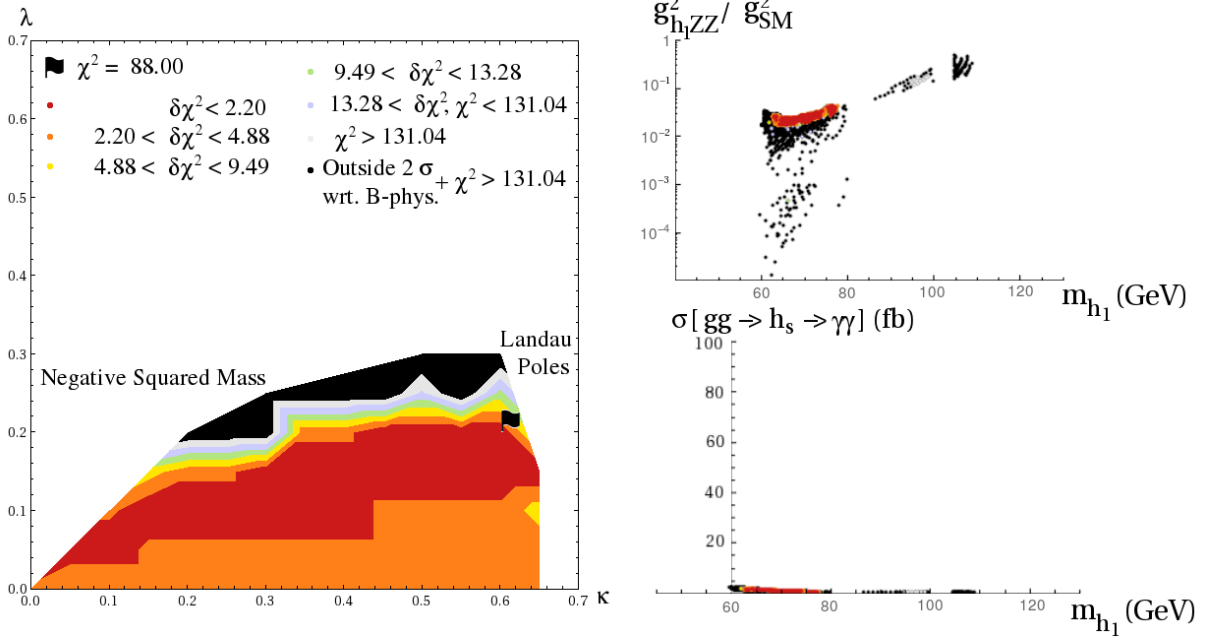 λ
0.7
0.6
0.5
0.4
0.3
0.2
0.1
0.0
χ² = 88.00
δχ² < 2.20
2.20 < δχ² < 4.88
4.88 < δχ² < 9.49
9.49 < δχ² < 13.28
13.28 < δχ², χ² < 131.04
χ² > 131.04
Outside 2 σ + χ² > 131.04
wrt. B-phys.
Negative Squared Mass
Landau
Poles
0.0 0.1 0.2 0.3 0.4 0.5 0.6 0.7 κ
g²h₁ZZ / g²SM
1
10⁻¹
10⁻²
10⁻³
10⁻⁴
60 80 100 120
m h₁ (GeV)
σ[gg → hₛ → γγ] (fb)
100
80
60
40
20
60 80 100 120
m h₁ (GeV)